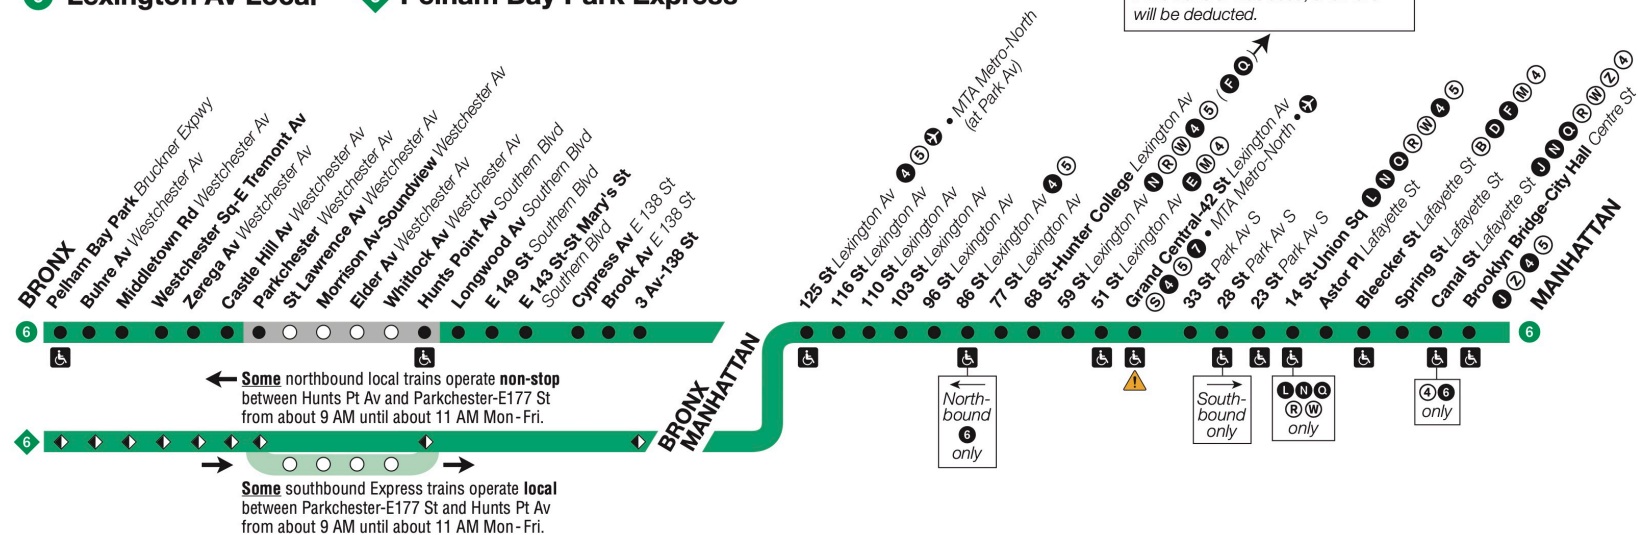 6 Lexington Av Local 6 Pelham Bay Park Express
will be deducted.
BRONX
Pelham Bay Park Bruckner Expwy
Buhre Av Westchester Av
Middletown Rd Westchester Av
Westchester Sq-E Tremont Av
Zerega Av Westchester Av
Castle Hill Av Westchester Av
Parkchester Westchester Av
St Lawrence Av Westchester Av
Morrison Av-Soundview Westchester Av
Elder Av Westchester Av
Whitlock Av Westchester Av
Hunts Point Av Southern Blvd
Longwood Av Southern Blvd
E 149 St Southern Blvd
E 143 St-St Mary's St
Southern Blvd
Cypress Av E 138 St
Brook Av E 138 St
3 Av-138 St
125 St Lexington Av 4 5 • MTA Metro-North
(at Park Av)
116 St Lexington Av
110 St Lexington Av
103 St Lexington Av
96 St Lexington Av
86 St Lexington Av 4 5
77 St Lexington Av
68 St-Hunter College Lexington Av
59 St Lexington Av N R W 4 5 ( F Q )
51 St Lexington Av E M 4
Grand Central-42 St Lexington Av
S 4 5 7 • MTA Metro-North •
33 St Park Av S
28 St Park Av S
23 St Park Av S
14 St-Union Sq L N Q R W 4 5
Astor Pl Lafayette St
Bleecker St Lafayette St B D F M 4
Spring St Lafayette St
Canal St Lafayette St J N Q R W Z 4
Brooklyn Bridge-City Hall Centre St
J Z 4 5
MANHATTAN
6
6
Some northbound local trains operate non-stop
between Hunts Pt Av and Parkchester-E177 St
from about 9 AM until about 11 AM Mon-Fri.
6
BRONX
MANHATTAN
Some southbound Express trains operate local
between Parkchester-E177 St and Hunts Pt Av
from about 9 AM until about 11 AM Mon-Fri.
North-
bound
6
only
South-
bound
only
L N Q
R W
only
4 6
only